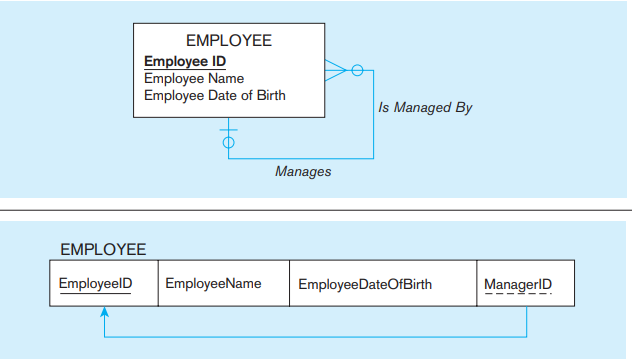 EMPLOYEE
Employee ID
Employee Name
Employee Date of Birth
Is Managed By
Manages
EMPLOYEE
EmployeeID EmployeeName EmployeeDateOfBirth ManagerID